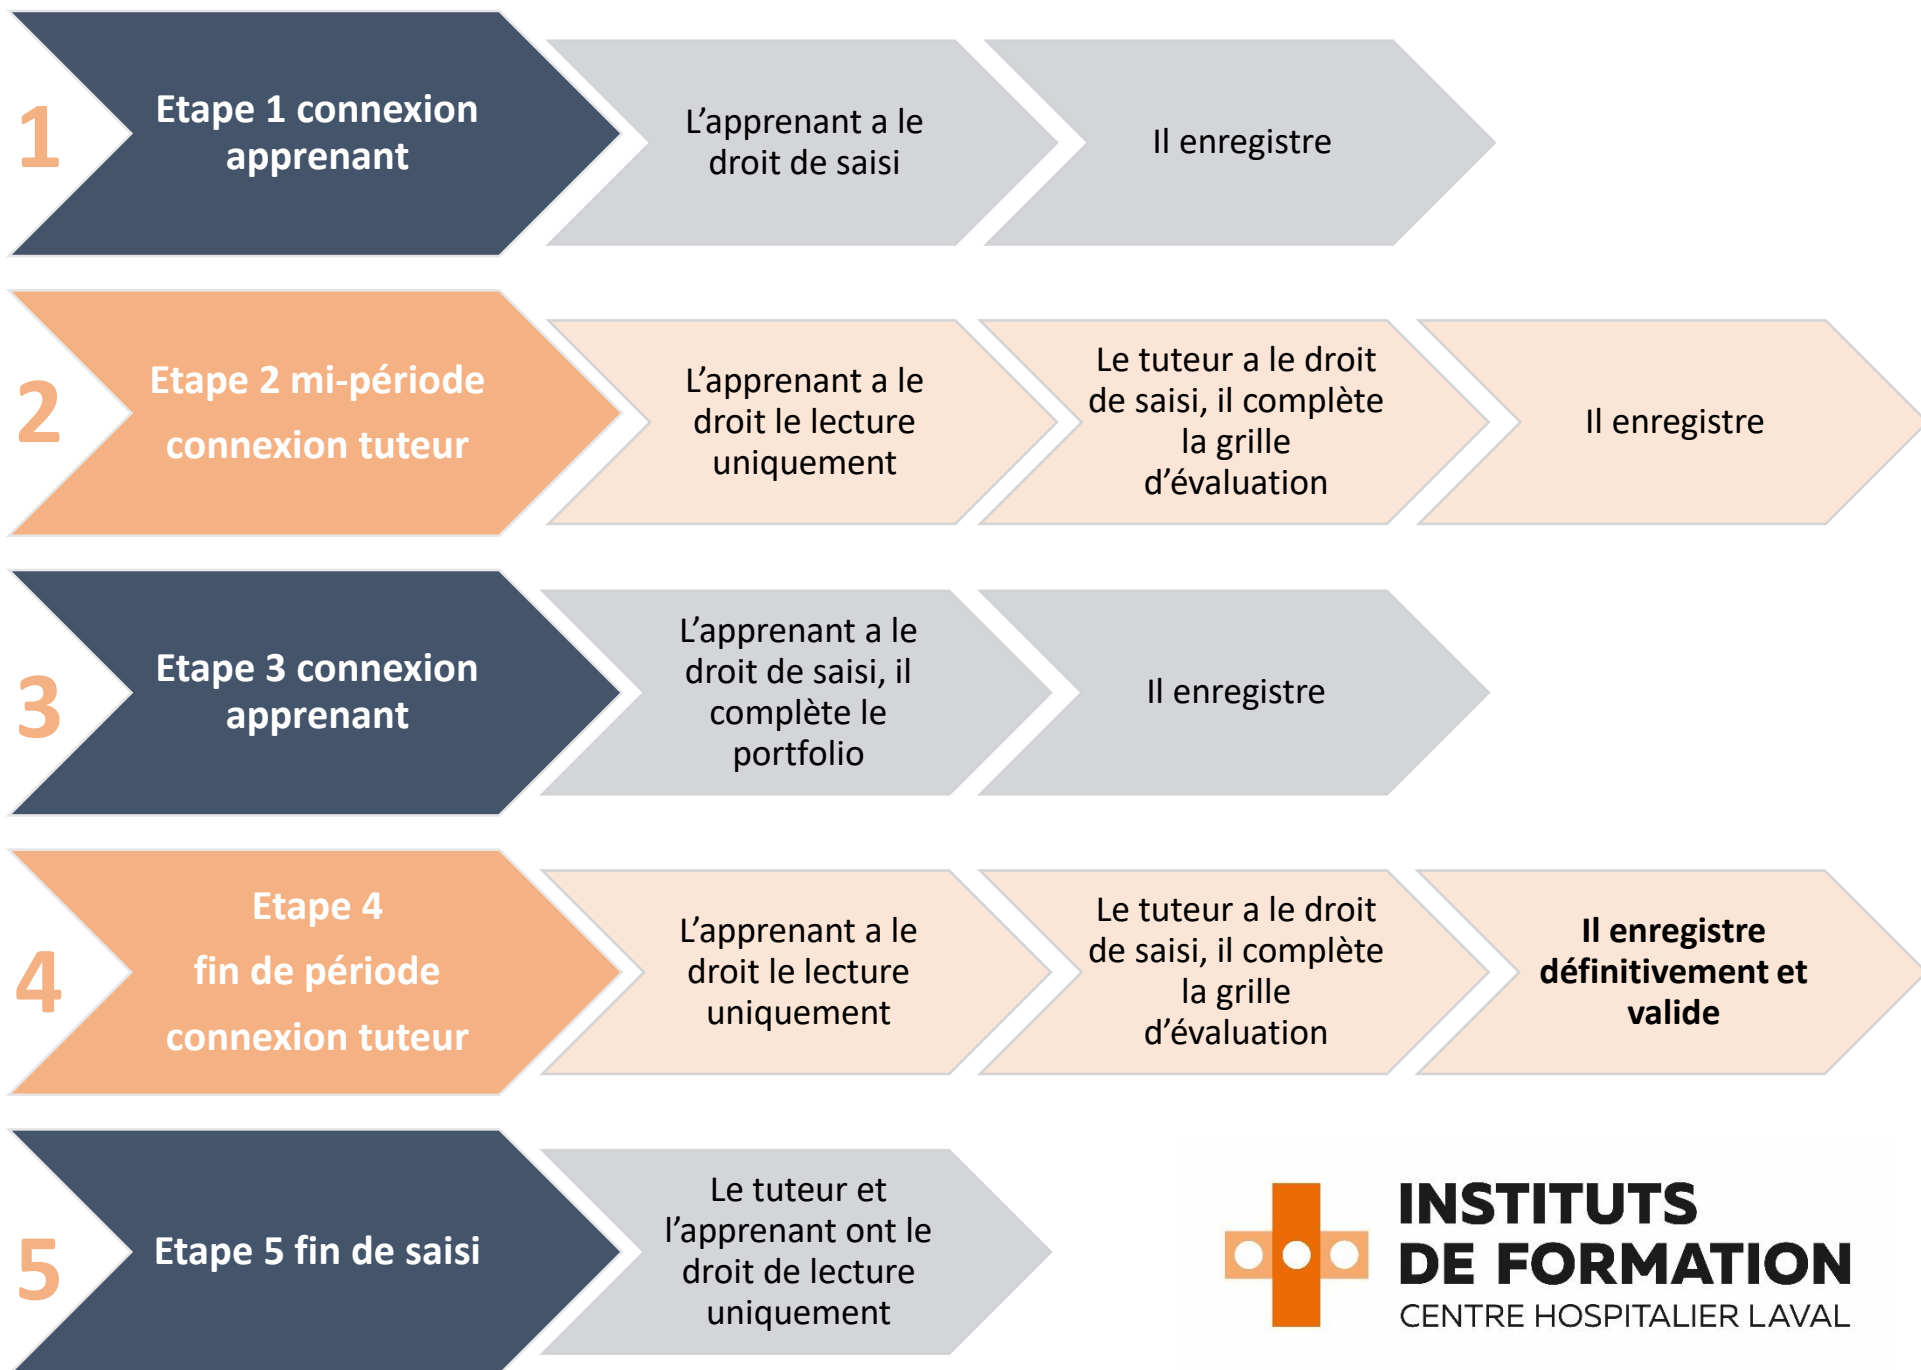 1
Etape 1 connexion
apprenant
L'apprenant a le
droit de saisi
Il enregistre
2
Etape 2 mi-période
connexion tuteur
L'apprenant a le
droit le lecture
uniquement
Le tuteur a le droit
de saisi, il complète
la grille
d'évaluation
Il enregistre
3
Etape 3 connexion
apprenant
L'apprenant a le
droit de saisi, il
complète le
portfolio
Il enregistre
4
Etape 4
fin de période
connexion tuteur
L'apprenant a le
droit le lecture
uniquement
Le tuteur a le droit
de saisi, il complète
la grille
d'évaluation
Il enregistre
définitivement et
valide
5
Etape 5 fin de saisi
Le tuteur et
l'apprenant ont le
droit de lecture
uniquement
INSTITUTS
DE FORMATION
CENTRE HOSPITALIER LAVAL